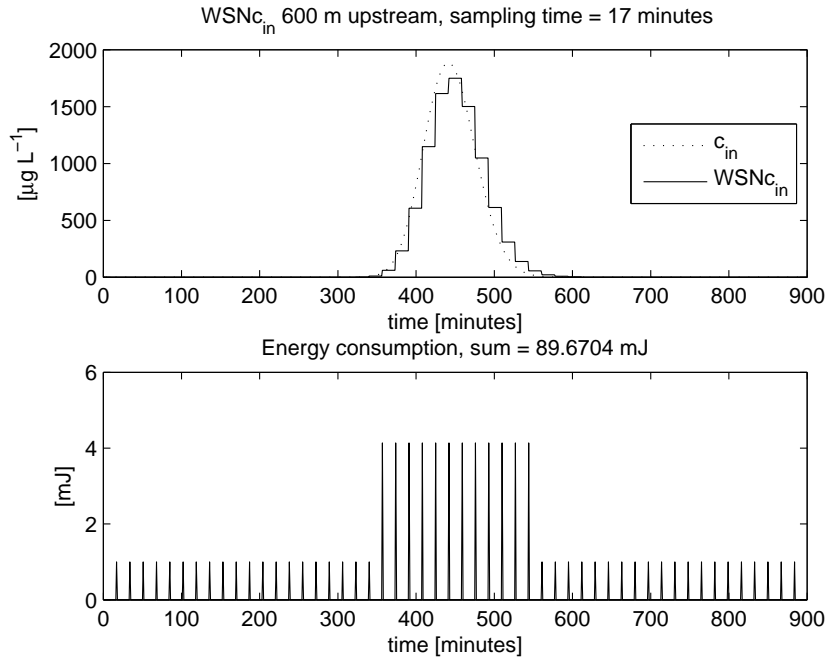 WSNc_in 600 m upstream, sampling time = 17 minutes
2000
1500
1000
500
0
[μg L⁻¹]
c_in
WSNc_in
0 100 200 300 400 500 600 700 800 900
time [minutes]
Energy consumption, sum = 89.6704 mJ
6
4
2
0
[mJ]
0 100 200 300 400 500 600 700 800 900
time [minutes]